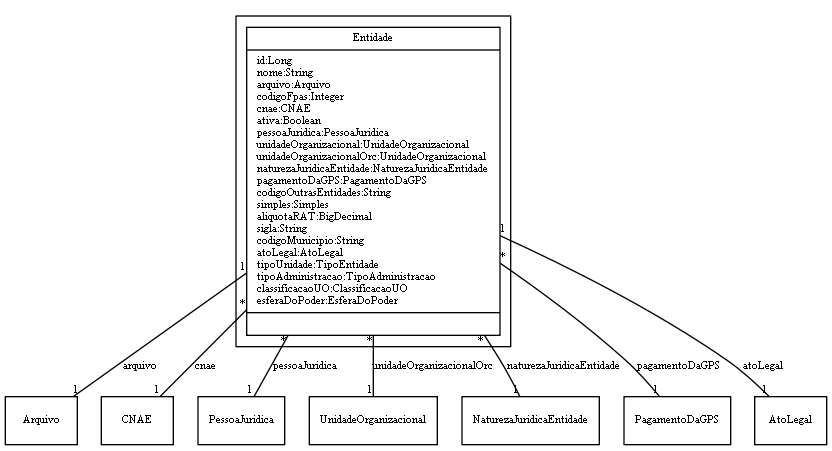 Entidade
id:Long
nome:String
arquivo:Arquivo
codigoFpas:Integer
cnae:CNAE
ativa:Boolean
pessoaJuridica:PessoaJuridica
unidadeOrganizacional:UnidadeOrganizacional
unidadeOrganizacionalOrc:UnidadeOrganizacional
naturezaJuridicaEntidade:NaturezaJuridicaEntidade
pagamentoDaGPS:PagamentoDaGPS
codigoOutrasEntidades:String
simples:Simples
aliquotaRAT:BigDecimal
sigla:String
codigoMunicipio:String
atoLegal:AtoLegal
tipoUnidade:TipoEntidade
tipoAdministracao:TipoAdministracao
classificacaoUO:ClassificacaoUO
esferaDoPoder:EsferaDoPoder
1 *
1 *
* * *
arquivo cnae pessoaJuridica unidadeOrganizacionalOrc naturezaJuridicaEntidade pagamentoDaGPS atoLegal
1 1 1 1 1 1 1
Arquivo CNAE PessoaJuridica UnidadeOrganizacional NaturezaJuridicaEntidade PagamentoDaGPS AtoLegal